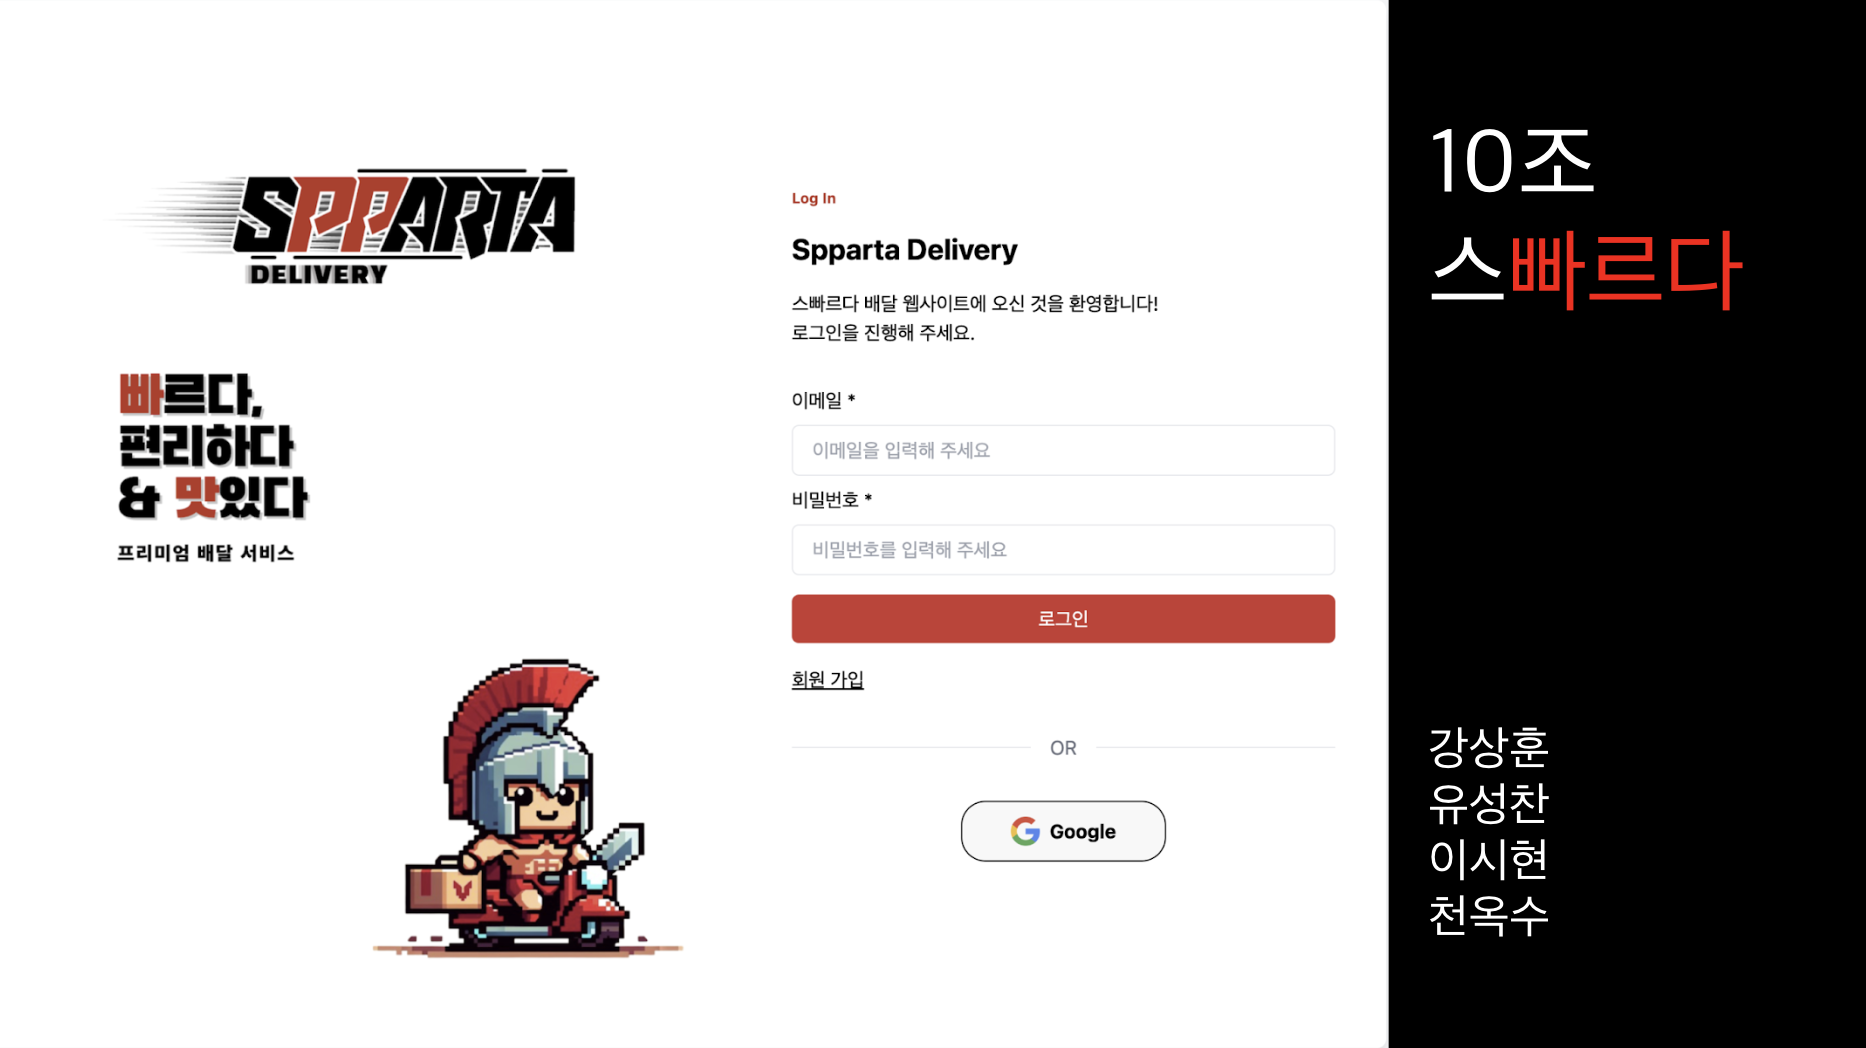 SPPARTA
DELIVERY
빠르다,
편리하다
& 맛있다
프리미엄 배달 서비스
Log In
Spparta Delivery
스빠르다 배달 웹사이트에 오신 것을 환영합니다!
로그인을 진행해 주세요.
이메일 *
이메일을 입력해 주세요
비밀번호 *
비밀번호를 입력해 주세요
로그인
회원 가입
OR
Google
10조
스빠르다
강상훈
유성찬
이시현
천옥수